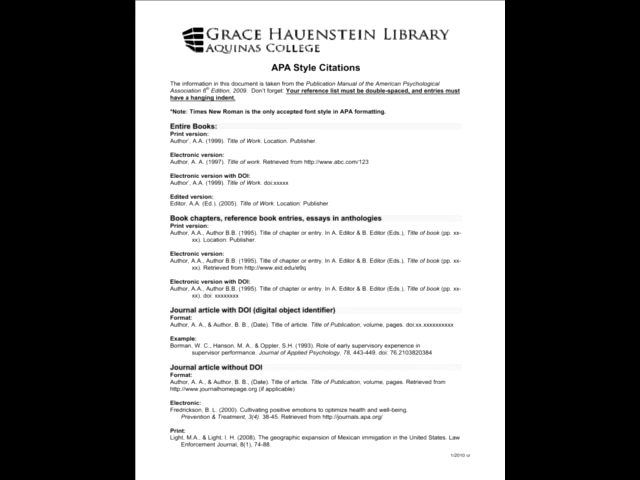 GRACE HAUENSTEIN LIBRARY
AQUINAS COLLEGE
APA Style Citations
The information in this document is taken from the Publication Manual of the American Psychological
Association 6th Edition, 2009. Don't forget: Your reference list must be double-spaced, and entries must
have a hanging indent.
*Note: Times New Roman is the only accepted font style in APA formatting.
Entire Books:
Print version:
Author', A.A. (1999). Title of Work. Location: Publisher.
Electronic version:
Author, A. A. (1997). Title of work. Retrieved from http://www.abc.com/123
Electronic version with DOI:
Author', A.A. (1999). Title of Work. doi:xxxxx
Edited version:
Editor, A.A. (Ed.). (2005). Title of Work. Location: Publisher
Book chapters, reference book entries, essays in anthologies
Print version:
Author, A.A., Author B.B. (1995). Title of chapter or entry. In A. Editor & B. Editor (Eds.), Title of book (pp. xx-
xx). Location: Publisher.
Electronic version:
Author, A.A., Author B.B. (1995). Title of chapter or entry. In A. Editor & B. Editor (Eds.), Title of book (pp. xx-
xx). Retrieved from http://www.eid.edu/e9q
Electronic version with DOI:
Author, A.A., Author B.B. (1995). Title of chapter or entry. In A. Editor & B. Editor (Eds.), Title of book (pp. xx-
xx). doi: xxxxxxxx
Journal article with DOI (digital object identifier)
Format:
Author, A. A., & Author, B. B., (Date). Title of article. Title of Publication, volume, pages. doi:xx.xxxxxxxxxx
Example:
Borman, W. C., Hanson, M. A., & Oppler, S.H. (1993). Role of early supervisory experience in
supervisor performance. Journal of Applied Psychology, 78, 443-449. doi: 76.2103820384
Journal article without DOI
Format:
Author, A. A., & Author, B. B., (Date). Title of article. Title of Publication, volume, pages. Retrieved from
http://www.journalhomepage.org (if applicable)
Electronic:
Fredrickson, B. L. (2000). Cultivating positive emotions to optimize health and well-being.
Prevention & Treatment, 3(4), 38-45. Retrieved from http://journals.apa.org/
Print:
Light, M.A., & Light, I. H. (2008). The geographic expansion of Mexican immigation in the United States. Law
Enforcement Journal, 8(1), 74-88.
1/2010 cr